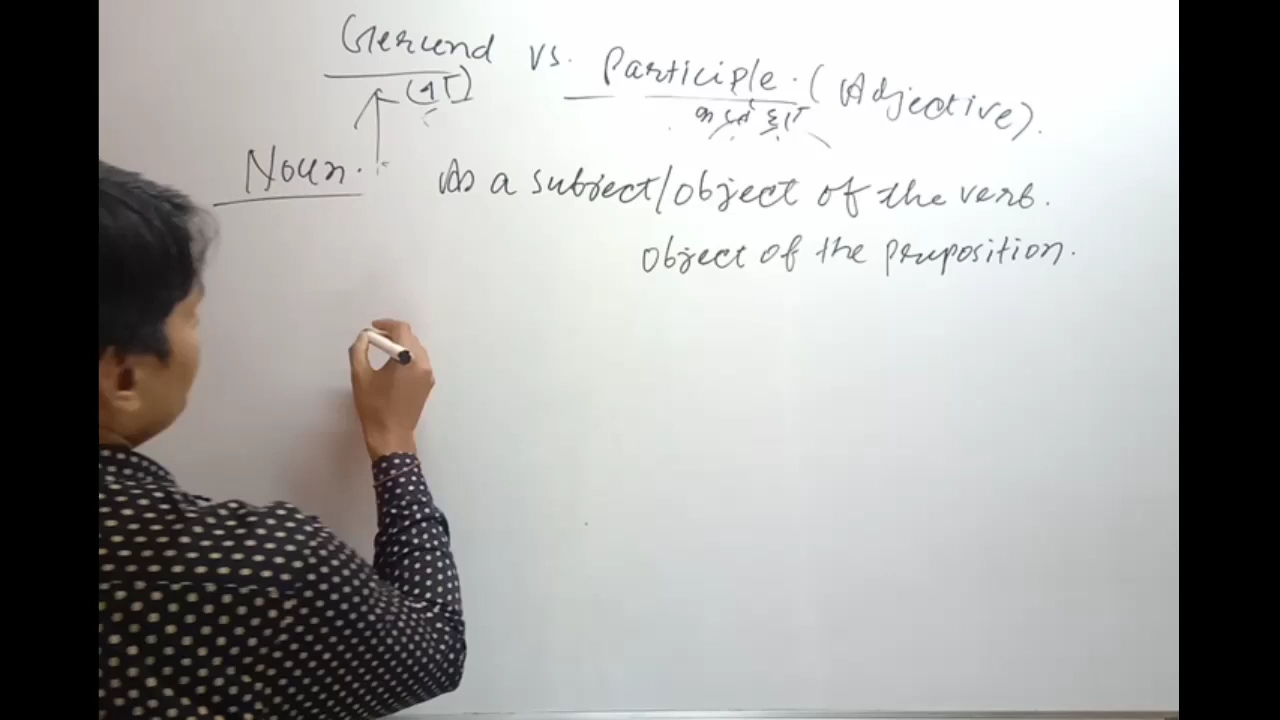 Gerund vs. Participle. (Adjective).
Noun. As a subject/object of the verb.
object of the preposition.